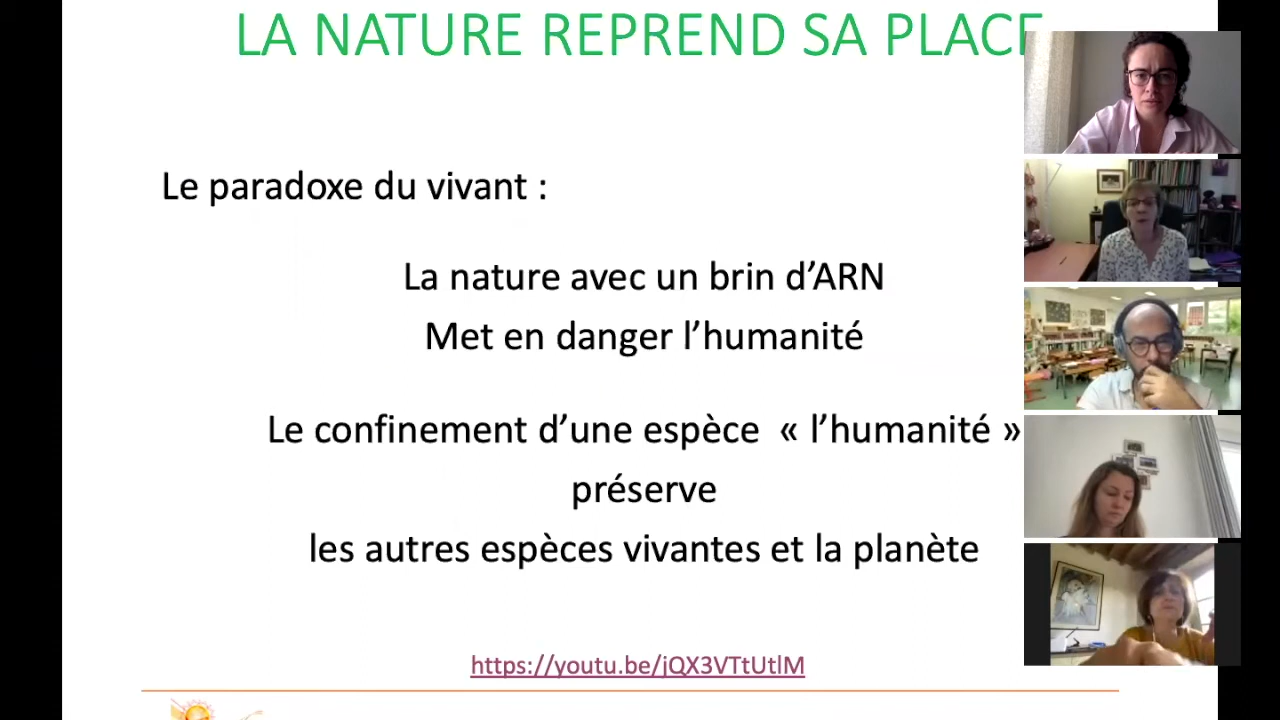 LA NATURE REPREND SA PLACE
Le paradoxe du vivant :
La nature avec un brin d’ARN
Met en danger l’humanité
Le confinement d’une espèce « l’humanité »
préserve
les autres espèces vivantes et la planète
https://youtu.be/jQX3VTtUtlM